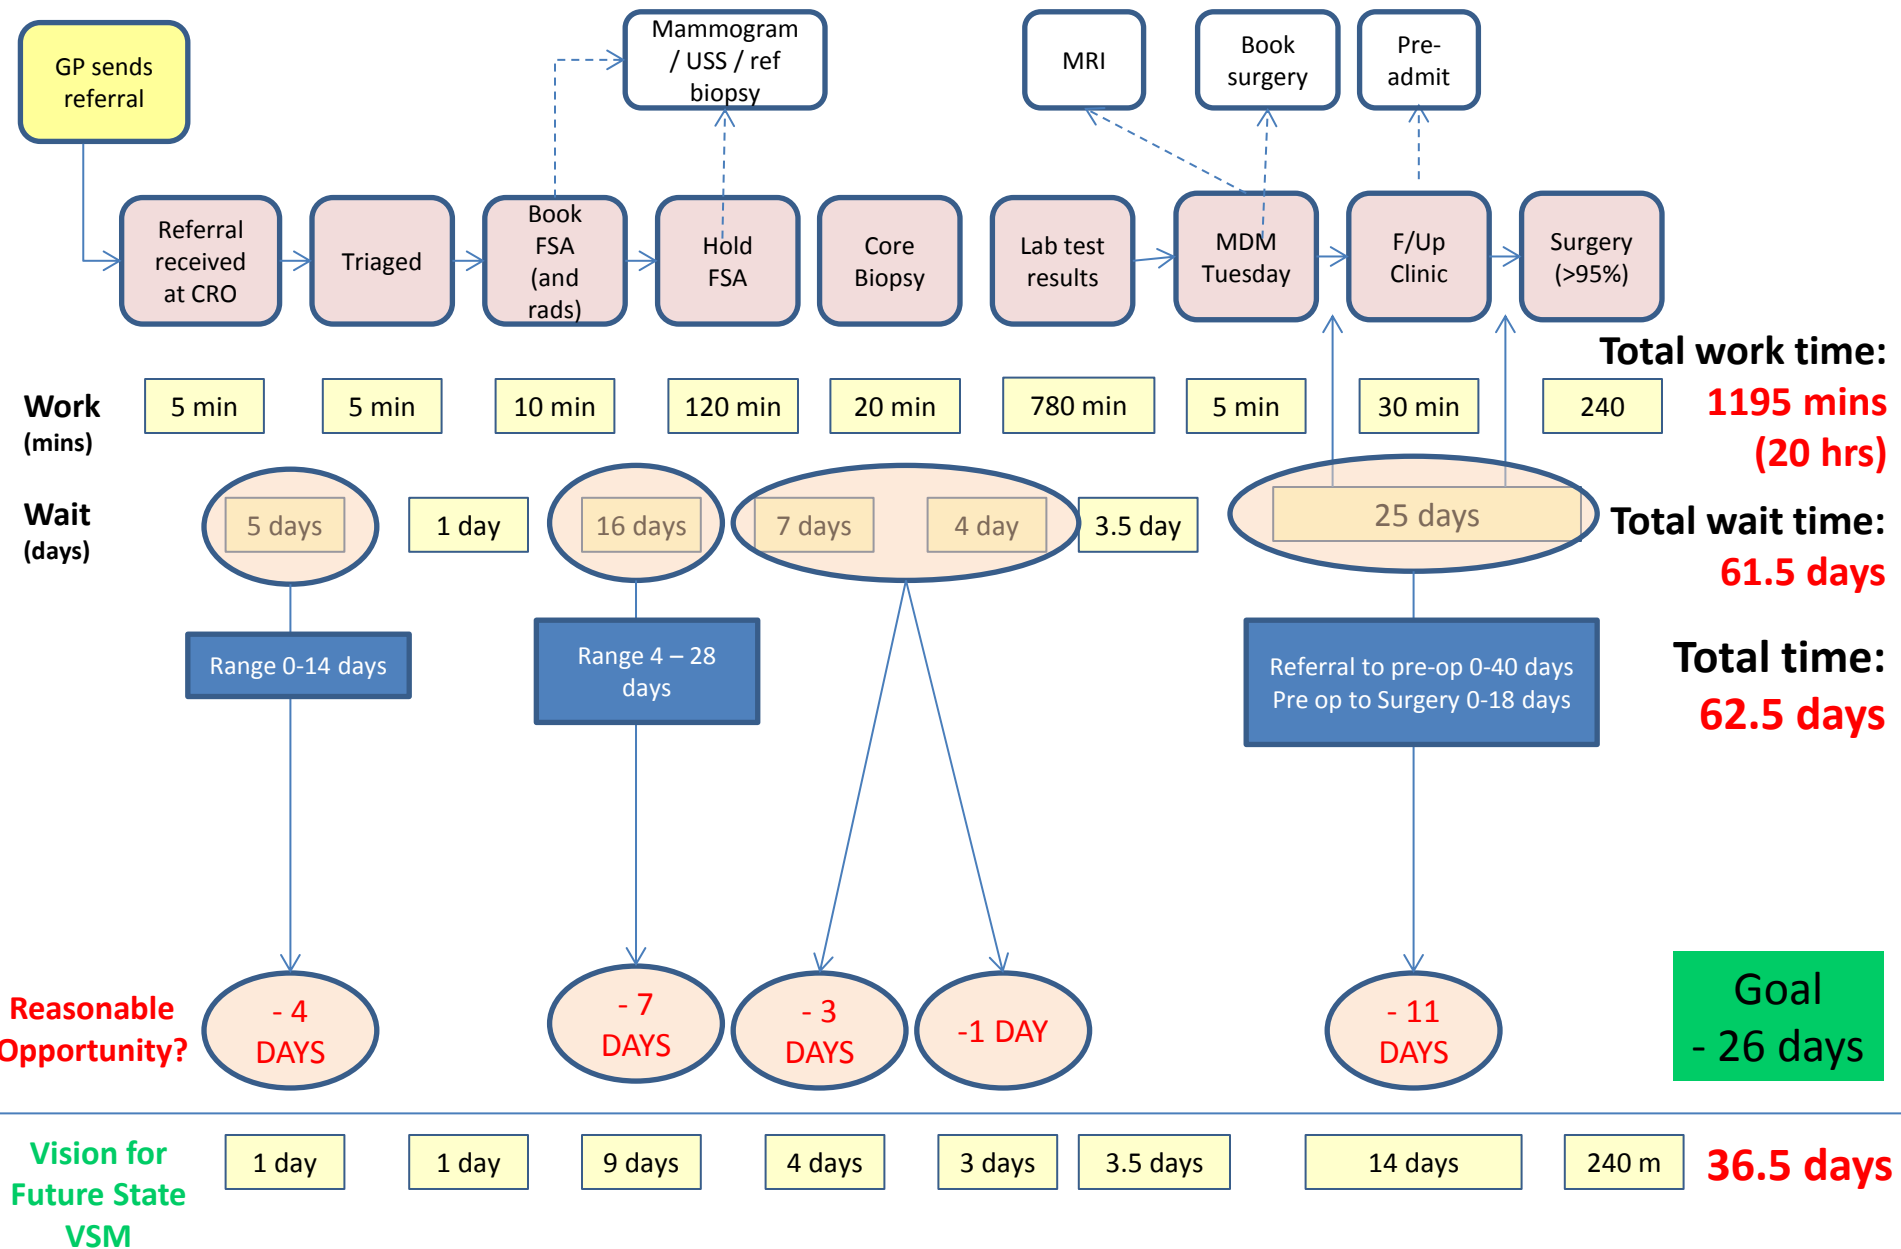 GP sends
referral
Mammogram
/ USS / ref
biopsy
MRI
Book
surgery
Pre-
admit
Referral
received
at CRO
Triaged
Book
FSA
(and
rads)
Hold
FSA
Core
Biopsy
Lab test
results
MDM
Tuesday
F/Up
Clinic
Surgery
(>95%)
Total work time:
1195 mins
(20 hrs)
Work
(mins)
5 min
5 min
10 min
120 min
20 min
780 min
5 min
30 min
240
Wait
(days)
5 days
1 day
16 days
7 days
4 day
3.5 day
25 days
Total wait time:
61.5 days
Range 0-14 days
Range 4 – 28
days
Referral to pre-op 0-40 days
Pre op to Surgery 0-18 days
Total time:
62.5 days
Reasonable
Opportunity?
- 4
DAYS
- 7
DAYS
- 3
DAYS
-1 DAY
- 11
DAYS
Goal
- 26 days
Vision for
Future State
VSM
1 day
1 day
9 days
4 days
3 days
3.5 days
14 days
240 m
36.5 days